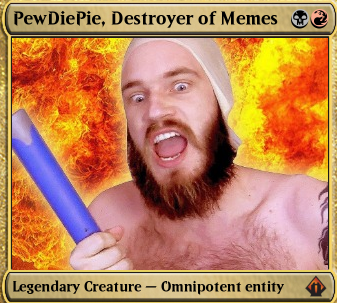 PewDiePie, Destroyer of Memes
Legendary Creature — Omnipotent entity